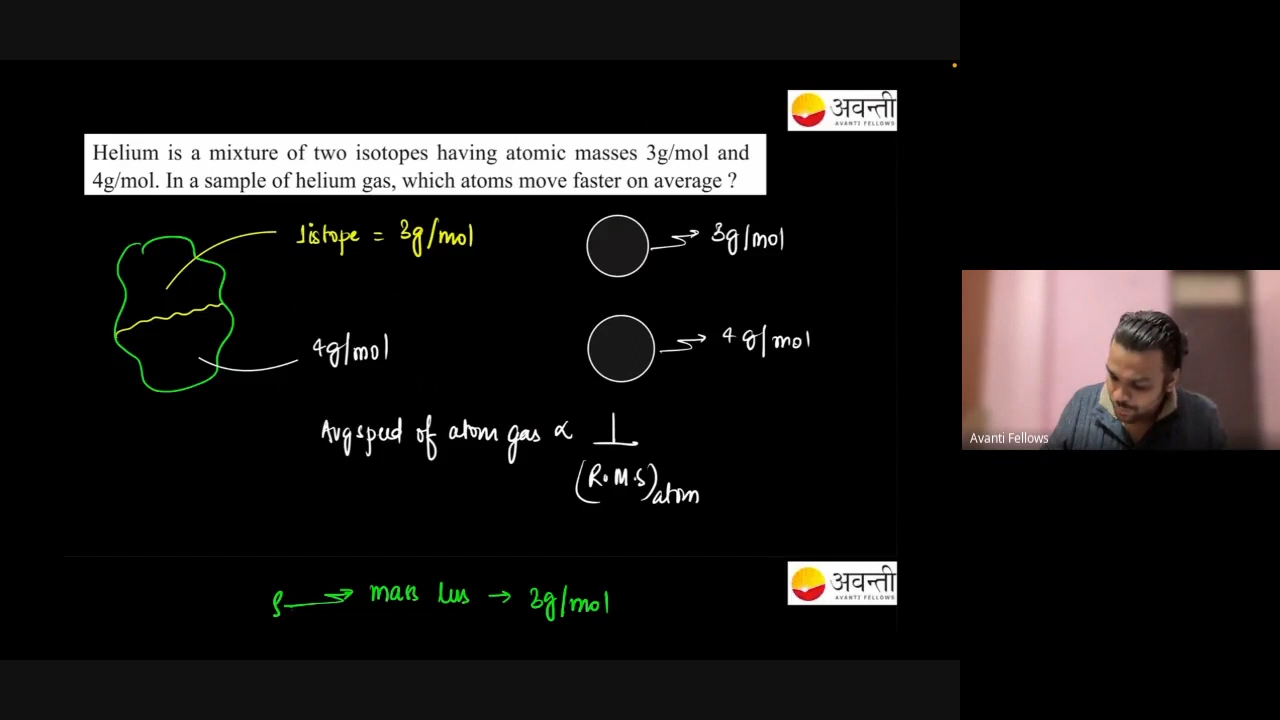 अवन्ती
AVANTI FELLOWS
Helium is a mixture of two isotopes having atomic masses 3g/mol and
4g/mol. In a sample of helium gas, which atoms move faster on average ?
1istope = 3g/mol
3g/mol
4g/mol
4g/mol
Avg speed of atom gas ∝ 1
(R.M.S)atom
Avanti Fellows
अवन्ती
AVANTI FELLOWS
mass less → 3g/mol